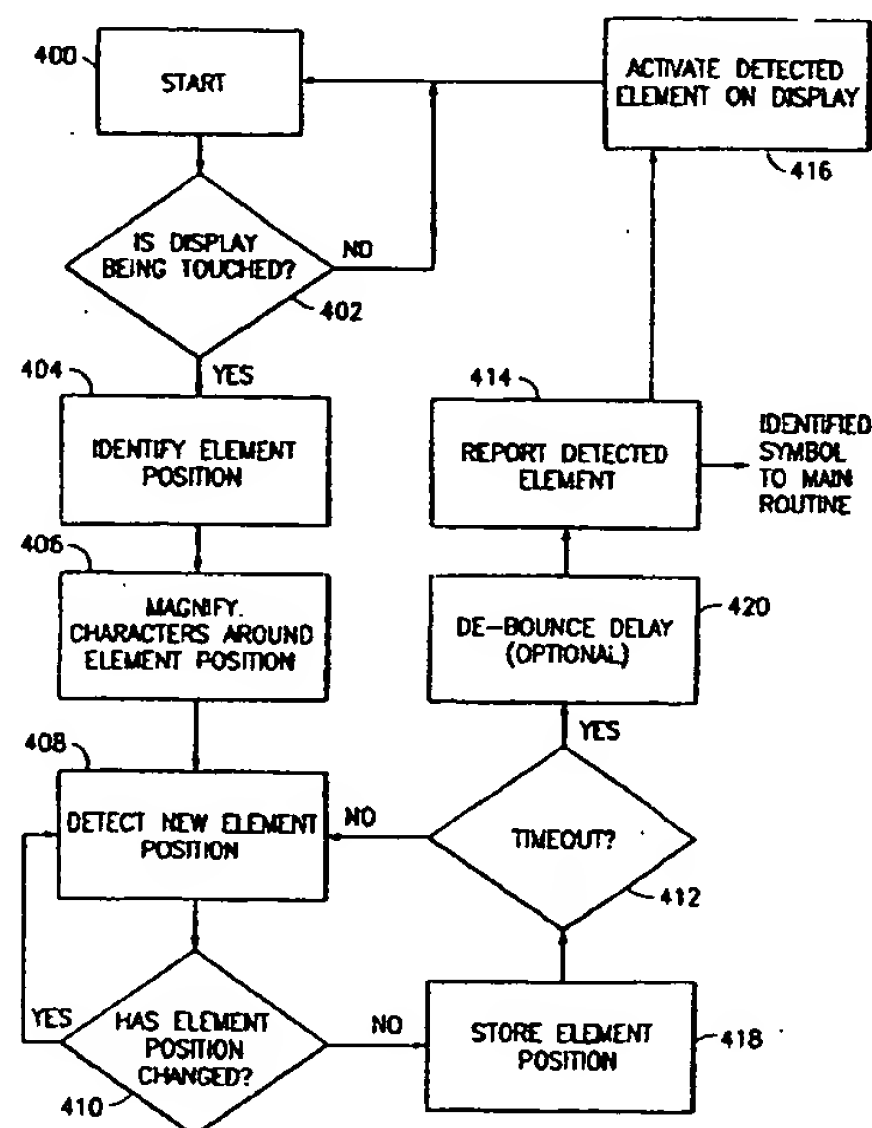 400
START
ACTIVATE DETECTED
ELEMENT ON DISPLAY
416
IS DISPLAY
BEING TOUCHED?
NO
402
YES
404
IDENTIFY ELEMENT
POSITION
414
REPORT DETECTED
ELEMENT
IDENTIFIED
SYMBOL
TO MAIN
ROUTINE
406
MAGNIFY.
CHARACTERS AROUND
ELEMENT POSITION
DE-BOUNCE DELAY
(OPTIONAL)
420
YES
408
DETECT NEW ELEMENT
POSITION
NO
TIMEOUT?
412
YES
HAS ELEMENT
POSITION
CHANGED?
NO
410
STORE ELEMENT
POSITION
418